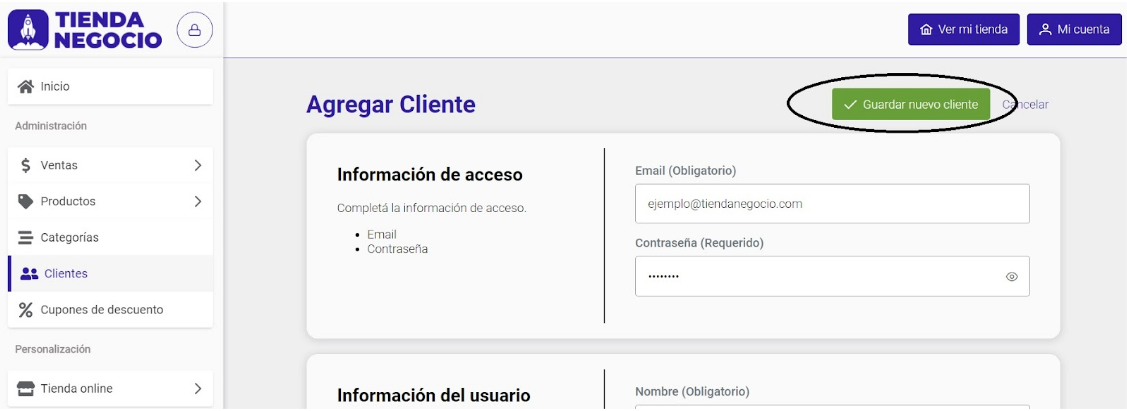 TIENDA
NEGOCIO
Ver mi tienda
Mi cuenta
Inicio
Administración
Ventas
Productos
Categorías
Clientes
Cupones de descuento
Personalización
Tienda online
Agregar Cliente
Guardar nuevo cliente
Cancelar
Información de acceso
Completá la información de acceso.
Email
Contraseña
Email (Obligatorio)
ejemplo@tiendanegocio.com
Contraseña (Requerido)
••••••••
Información del usuario
Nombre (Obligatorio)